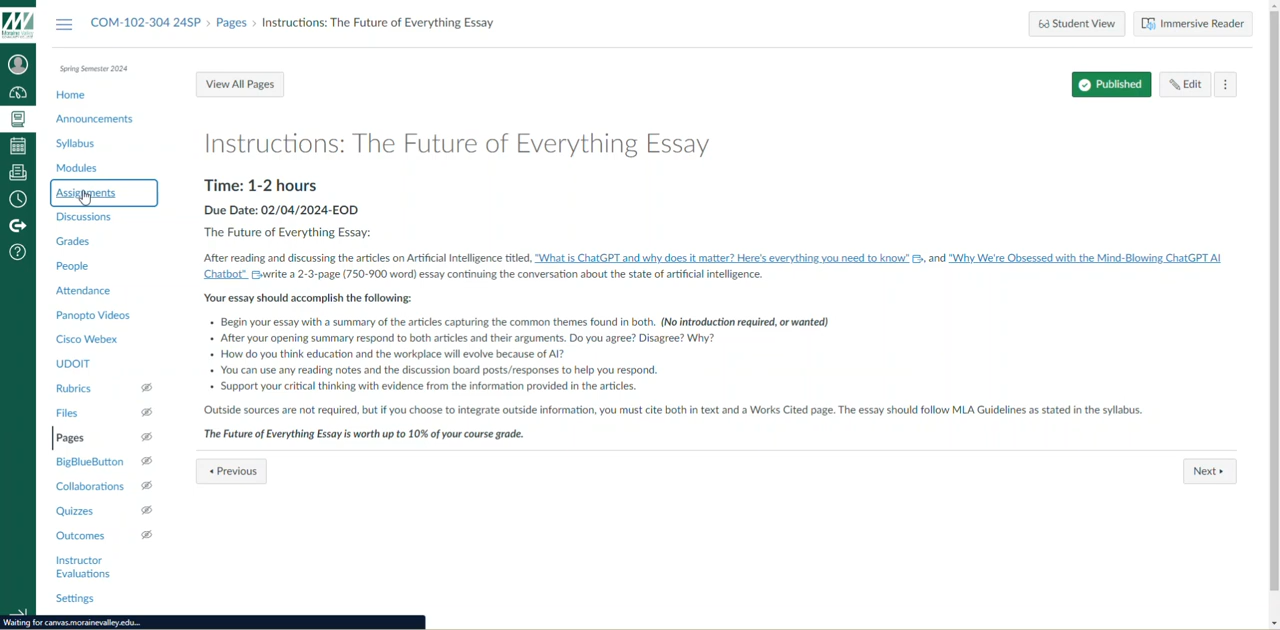 COM-102-304 24SP > Pages > Instructions: The Future of Everything Essay
Student View
Immersive Reader
Spring Semester 2024
Home
Announcements
Syllabus
Modules
Assignments
Discussions
Grades
People
Attendance
Panopto Videos
Cisco Webex
UDOIT
Rubrics
Files
Pages
BigBlueButton
Collaborations
Quizzes
Outcomes
Instructor
Evaluations
Settings
View All Pages
Published
Edit
Instructions: The Future of Everything Essay
Time: 1-2 hours
Due Date: 02/04/2024-EOD
The Future of Everything Essay:
After reading and discussing the articles on Artificial Intelligence titled, "What is ChatGPT and why does it matter? Here's everything you need to know" , and "Why We're Obsessed with the Mind-Blowing ChatGPT AI
Chatbot" write a 2-3-page (750-900 word) essay continuing the conversation about the state of artificial intelligence.
Your essay should accomplish the following:
• Begin your essay with a summary of the articles capturing the common themes found in both. (No introduction required, or wanted)
• After your opening summary respond to both articles and their arguments. Do you agree? Disagree? Why?
• How do you think education and the workplace will evolve because of AI?
• You can use any reading notes and the discussion board posts/responses to help you respond.
• Support your critical thinking with evidence from the information provided in the articles.
Outside sources are not required, but if you choose to integrate outside information, you must cite both in text and a Works Cited page. The essay should follow MLA Guidelines as stated in the syllabus.
The Future of Everything Essay is worth up to 10% of your course grade.
Previous
Next
Waiting for canvas.morainevalley.edu...